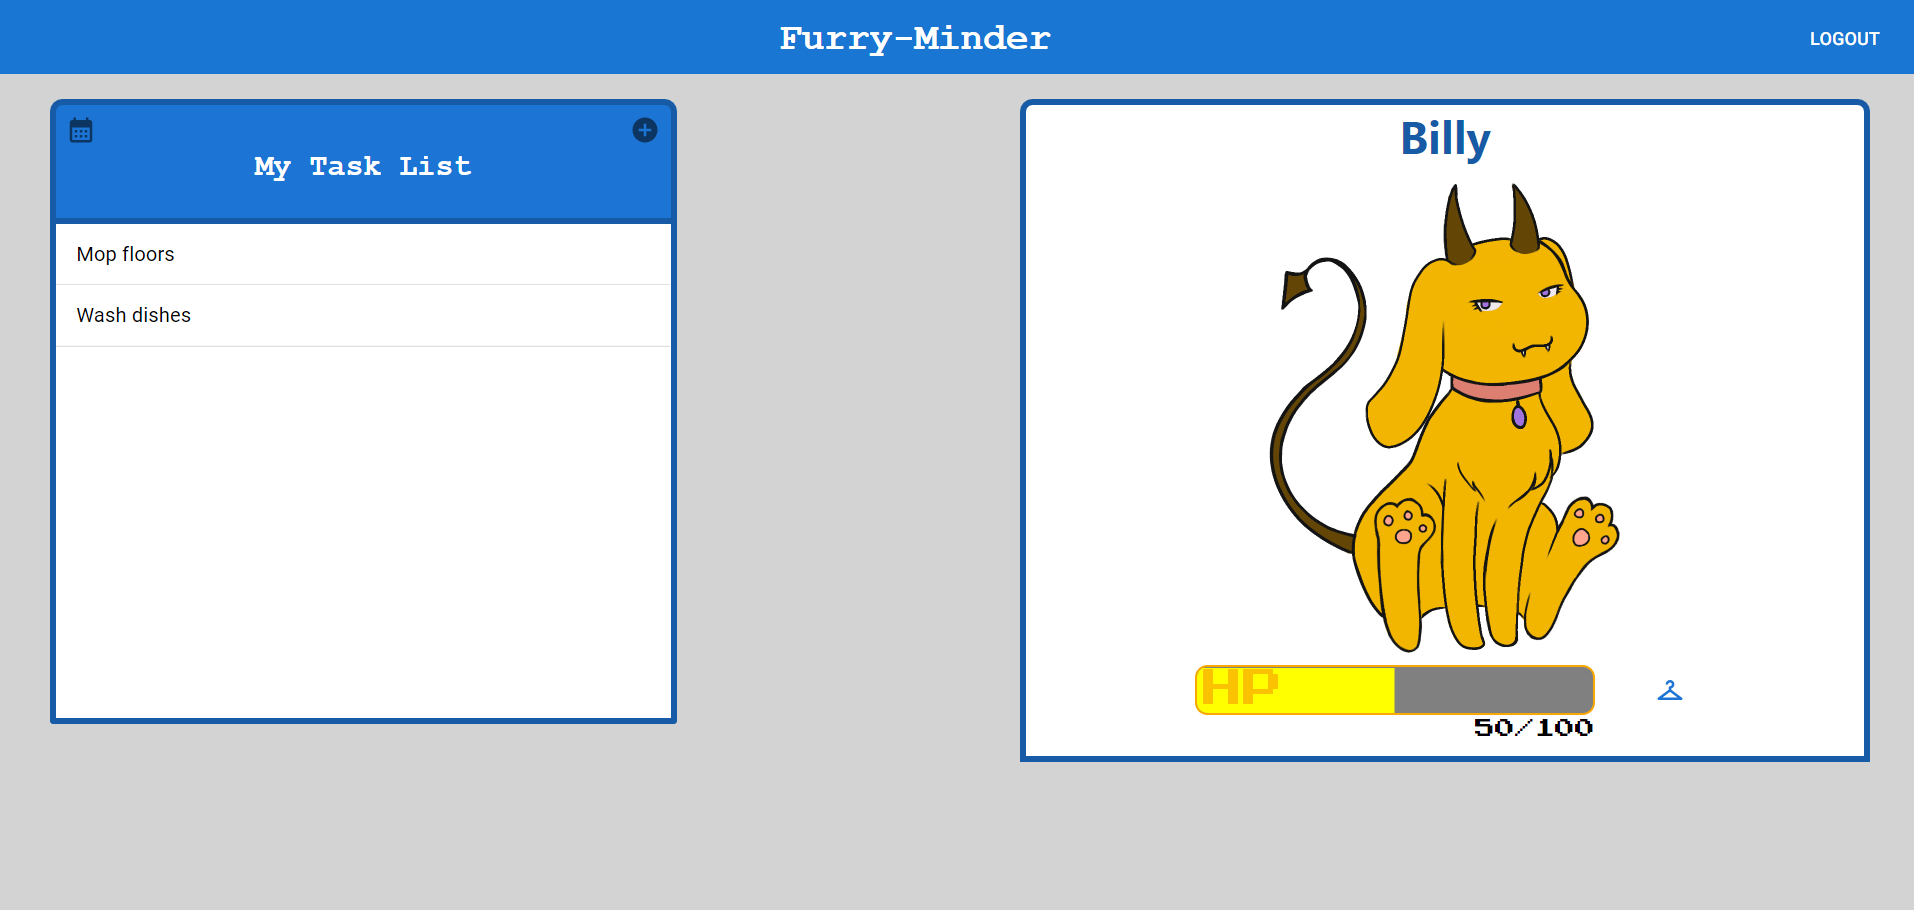 Furry-Minder
LOGOUT
My Task List
Mop floors
Wash dishes
Billy
HP
50/100